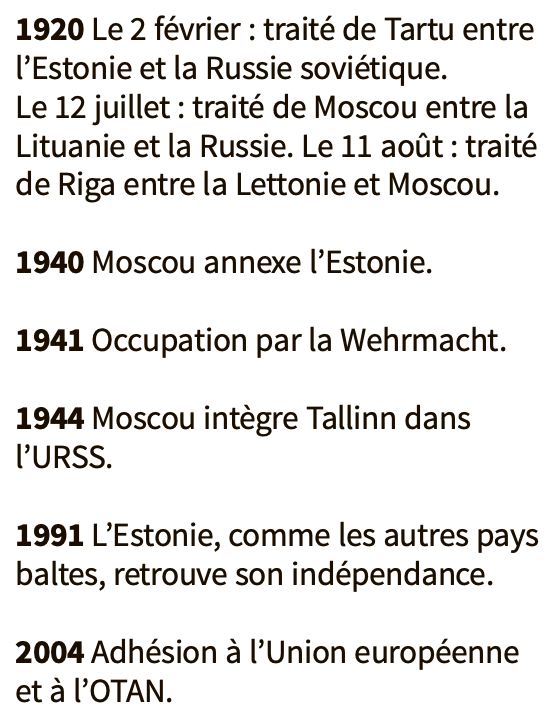 1920 Le 2 février : traité de Tartu entre
l’Estonie et la Russie soviétique.
Le 12 juillet : traité de Moscou entre la
Lituanie et la Russie. Le 11 août : traité
de Riga entre la Lettonie et Moscou.
1940 Moscou annexe l’Estonie.
1941 Occupation par la Wehrmacht.
1944 Moscou intègre Tallinn dans
l’URSS.
1991 L’Estonie, comme les autres pays
baltes, retrouve son indépendance.
2004 Adhésion à l’Union européenne
et à l’OTAN.